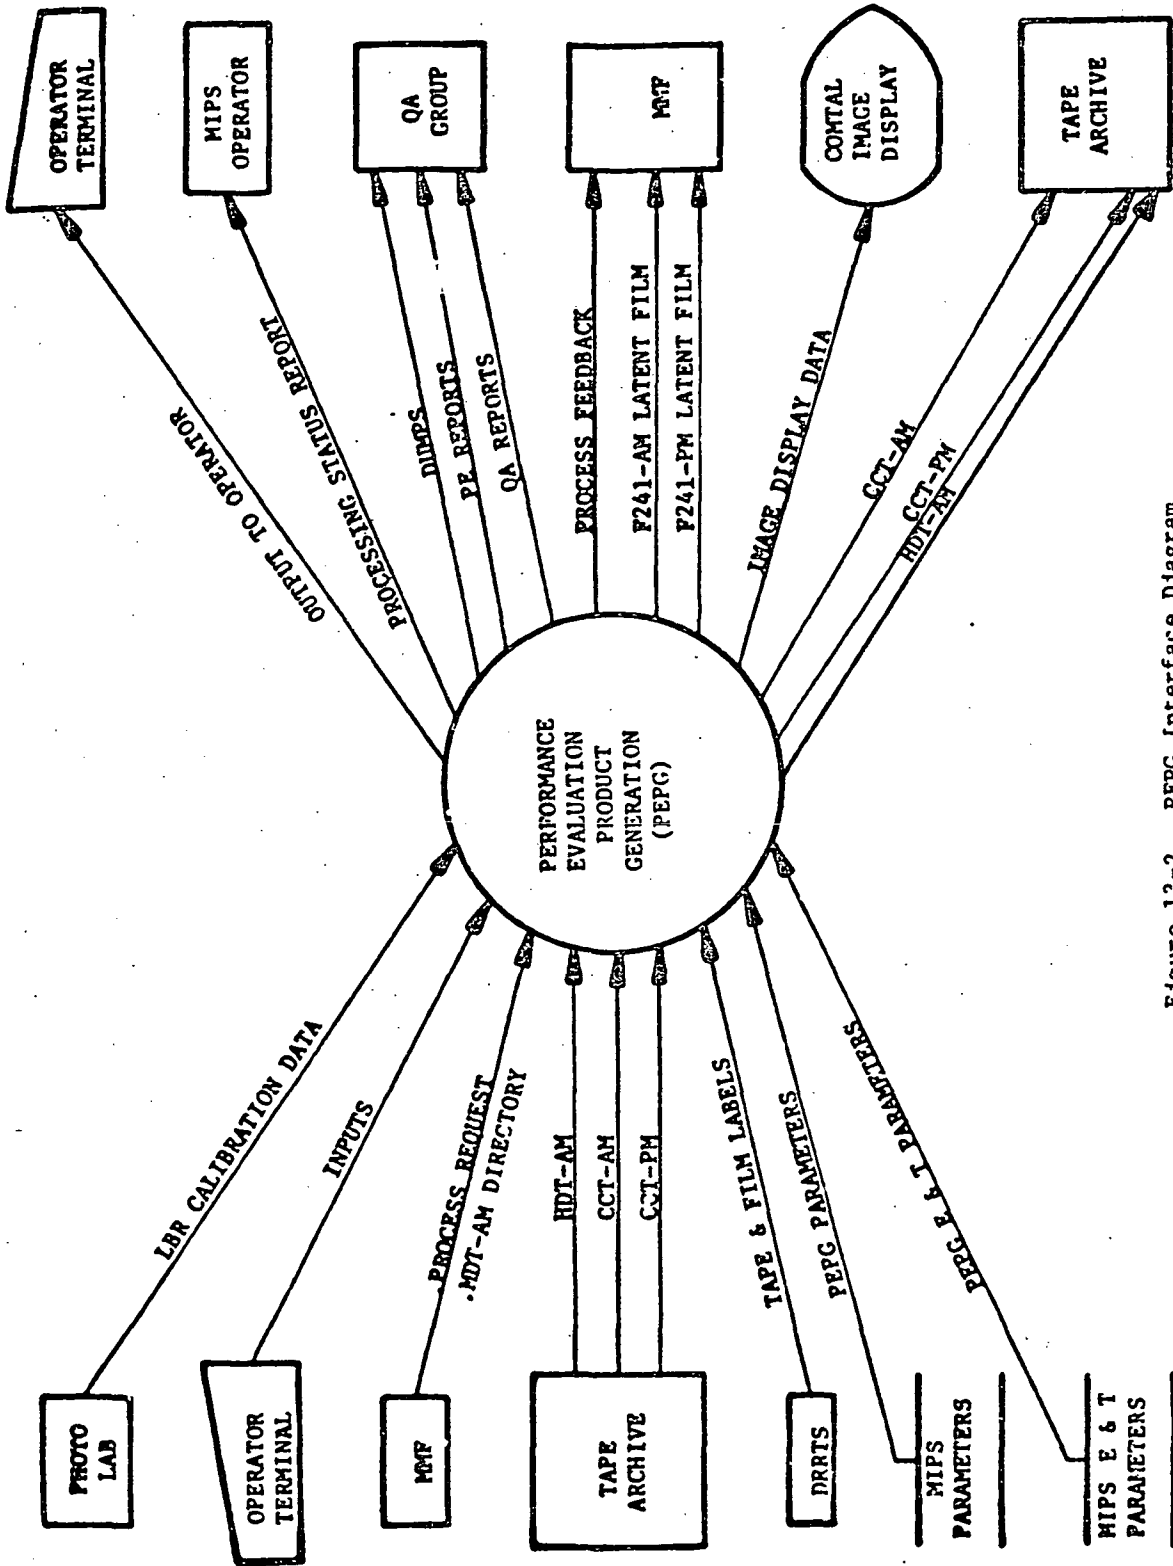 PHOTO
LAB
LBR CALIBRATION DATA
OPERATOR
TERMINAL
INPUTS
MMF
.PROCESS REQUEST
.MDT-AM DIRECTORY
TAPE
ARCHIVE
HDT-AM
CCT-AM
CCT-PM
DRRTS
TAPE & FILM LABELS
MIPS
PARAMETERS
PEPG PARAMETERS
MIPS E & T
PARAMETERS
PEPG E & T PARAMETERS
PERFORMANCE
EVALUATION
PRODUCT
GENERATION
(PEPG)
OUTPUT TO OPERATOR
OPERATOR
TERMINAL
PROCESSING STATUS REPORT
MIPS
OPERATOR
DUMPS
PE REPORTS
QA REPORTS
QA
GROUP
PROCESS FEEDBACK
F241-AM LATENT FILM
F241-PM LATENT FILM
MMF
IMAGE DISPLAY DATA
COMTAL
IMAGE
DISPLAY
CCT-AM
CCT-PM
HDT-AM
TAPE
ARCHIVE
Figure 13-2. PEPG Interface Diagram